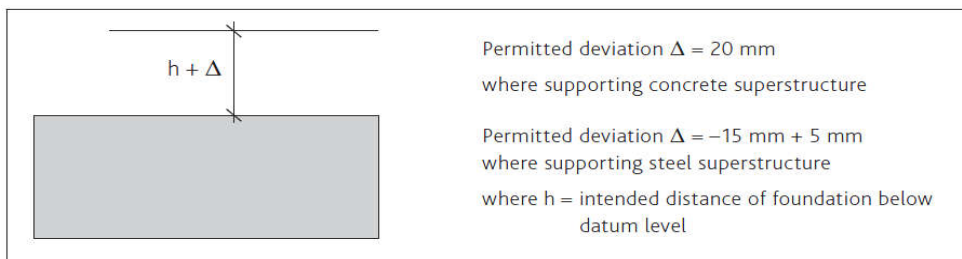 h + Δ
Permitted deviation Δ = 20 mm
where supporting concrete superstructure
Permitted deviation Δ = −15 mm + 5 mm
where supporting steel superstructure
where h = intended distance of foundation below
datum level